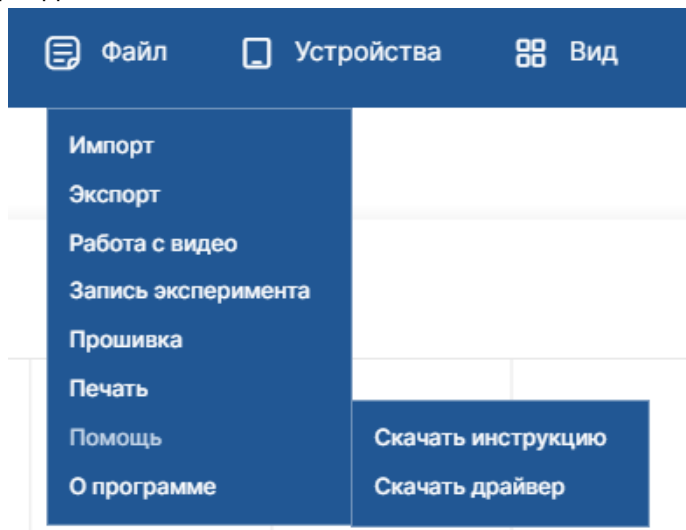 Файл Устройства Вид
Импорт
Экспорт
Работа с видео
Запись эксперимента
Прошивка
Печать
Помощь
О программе
Скачать инструкцию
Скачать драйвер